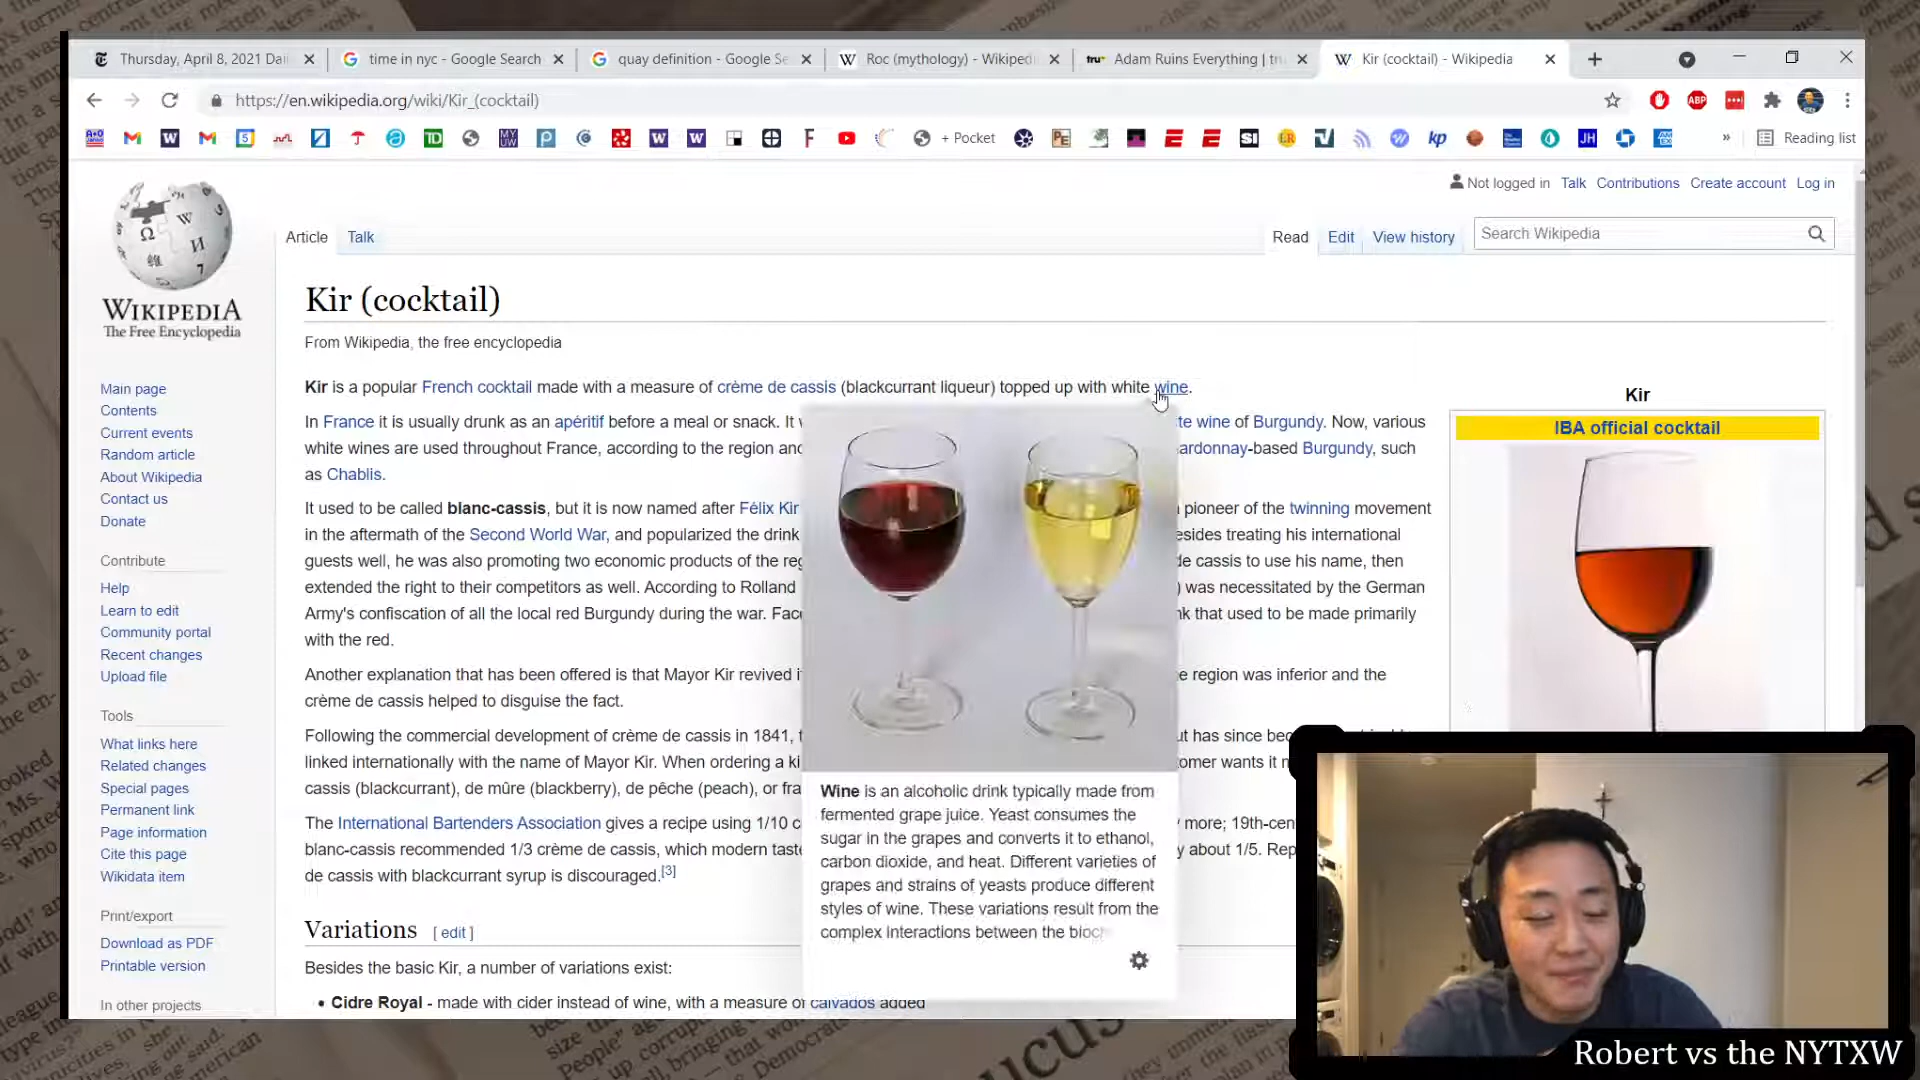 Thursday, April 8, 2021 Dai
time in nyc - Google Search
quay definition - Google Se
Roc (mythology) - Wikipedi
tru
Adam Ruins Everything | tr
Kir (cocktail) - Wikipedia
https://en.wikipedia.org/wiki/Kir_(cocktail)
ABP
TD
MY UW
+ Pocket
PE
SI
kp
JH
» Reading list
Not logged in Talk Contributions Create account Log in
Article Talk
Read Edit View history
Search Wikipedia
WIKIPEDIA
The Free Encyclopedia
Main page
Contents
Current events
Random article
About Wikipedia
Contact us
Donate
Contribute
Help
Learn to edit
Community portal
Recent changes
Upload file
Tools
What links here
Related changes
Special pages
Permanent link
Page information
Cite this page
Wikidata item
Print/export
Download as PDF
Printable version
In other projects
Kir (cocktail)
From Wikipedia, the free encyclopedia
Kir is a popular French cocktail made with a measure of crème de cassis (blackcurrant liqueur) topped up with white wine.
In France it is usually drunk as an apéritif before a meal or snack. It te wine of Burgundy. Now, various
white wines are used throughout France, according to the region and ardonnay-based Burgundy, such
as Chablis.
It used to be called blanc-cassis, but it is now named after Félix Kir pioneer of the twinning movement
in the aftermath of the Second World War, and popularized the drink esides treating his international
guests well, he was also promoting two economic products of the reg de cassis to use his name, then
extended the right to their competitors as well. According to Rolland ) was necessitated by the German
Army's confiscation of all the local red Burgundy during the war. Fac nk that used to be made primarily
with the red.
Another explanation that has been offered is that Mayor Kir revived i e region was inferior and the
crème de cassis helped to disguise the fact.
Following the commercial development of crème de cassis in 1841, t ut has since bec
linked internationally with the name of Mayor Kir. When ordering a ki tomer wants it
cassis (blackcurrant), de mûre (blackberry), de pêche (peach), or fra
The International Bartenders Association gives a recipe using 1/10 c more; 19th-cen
blanc-cassis recommended 1/3 crème de cassis, which modern taste y about 1/5. Rep
de cassis with blackcurrant syrup is discouraged.[3]
Variations [ edit ]
Besides the basic Kir, a number of variations exist:
• Cidre Royal - made with cider instead of wine, with a measure of calvados added
Wine is an alcoholic drink typically made from
fermented grape juice. Yeast consumes the
sugar in the grapes and converts it to ethanol,
carbon dioxide, and heat. Different varieties of
grapes and strains of yeasts produce different
styles of wine. These variations result from the
complex interactions between the bioch
Kir
IBA official cocktail
Robert vs the NYTXW